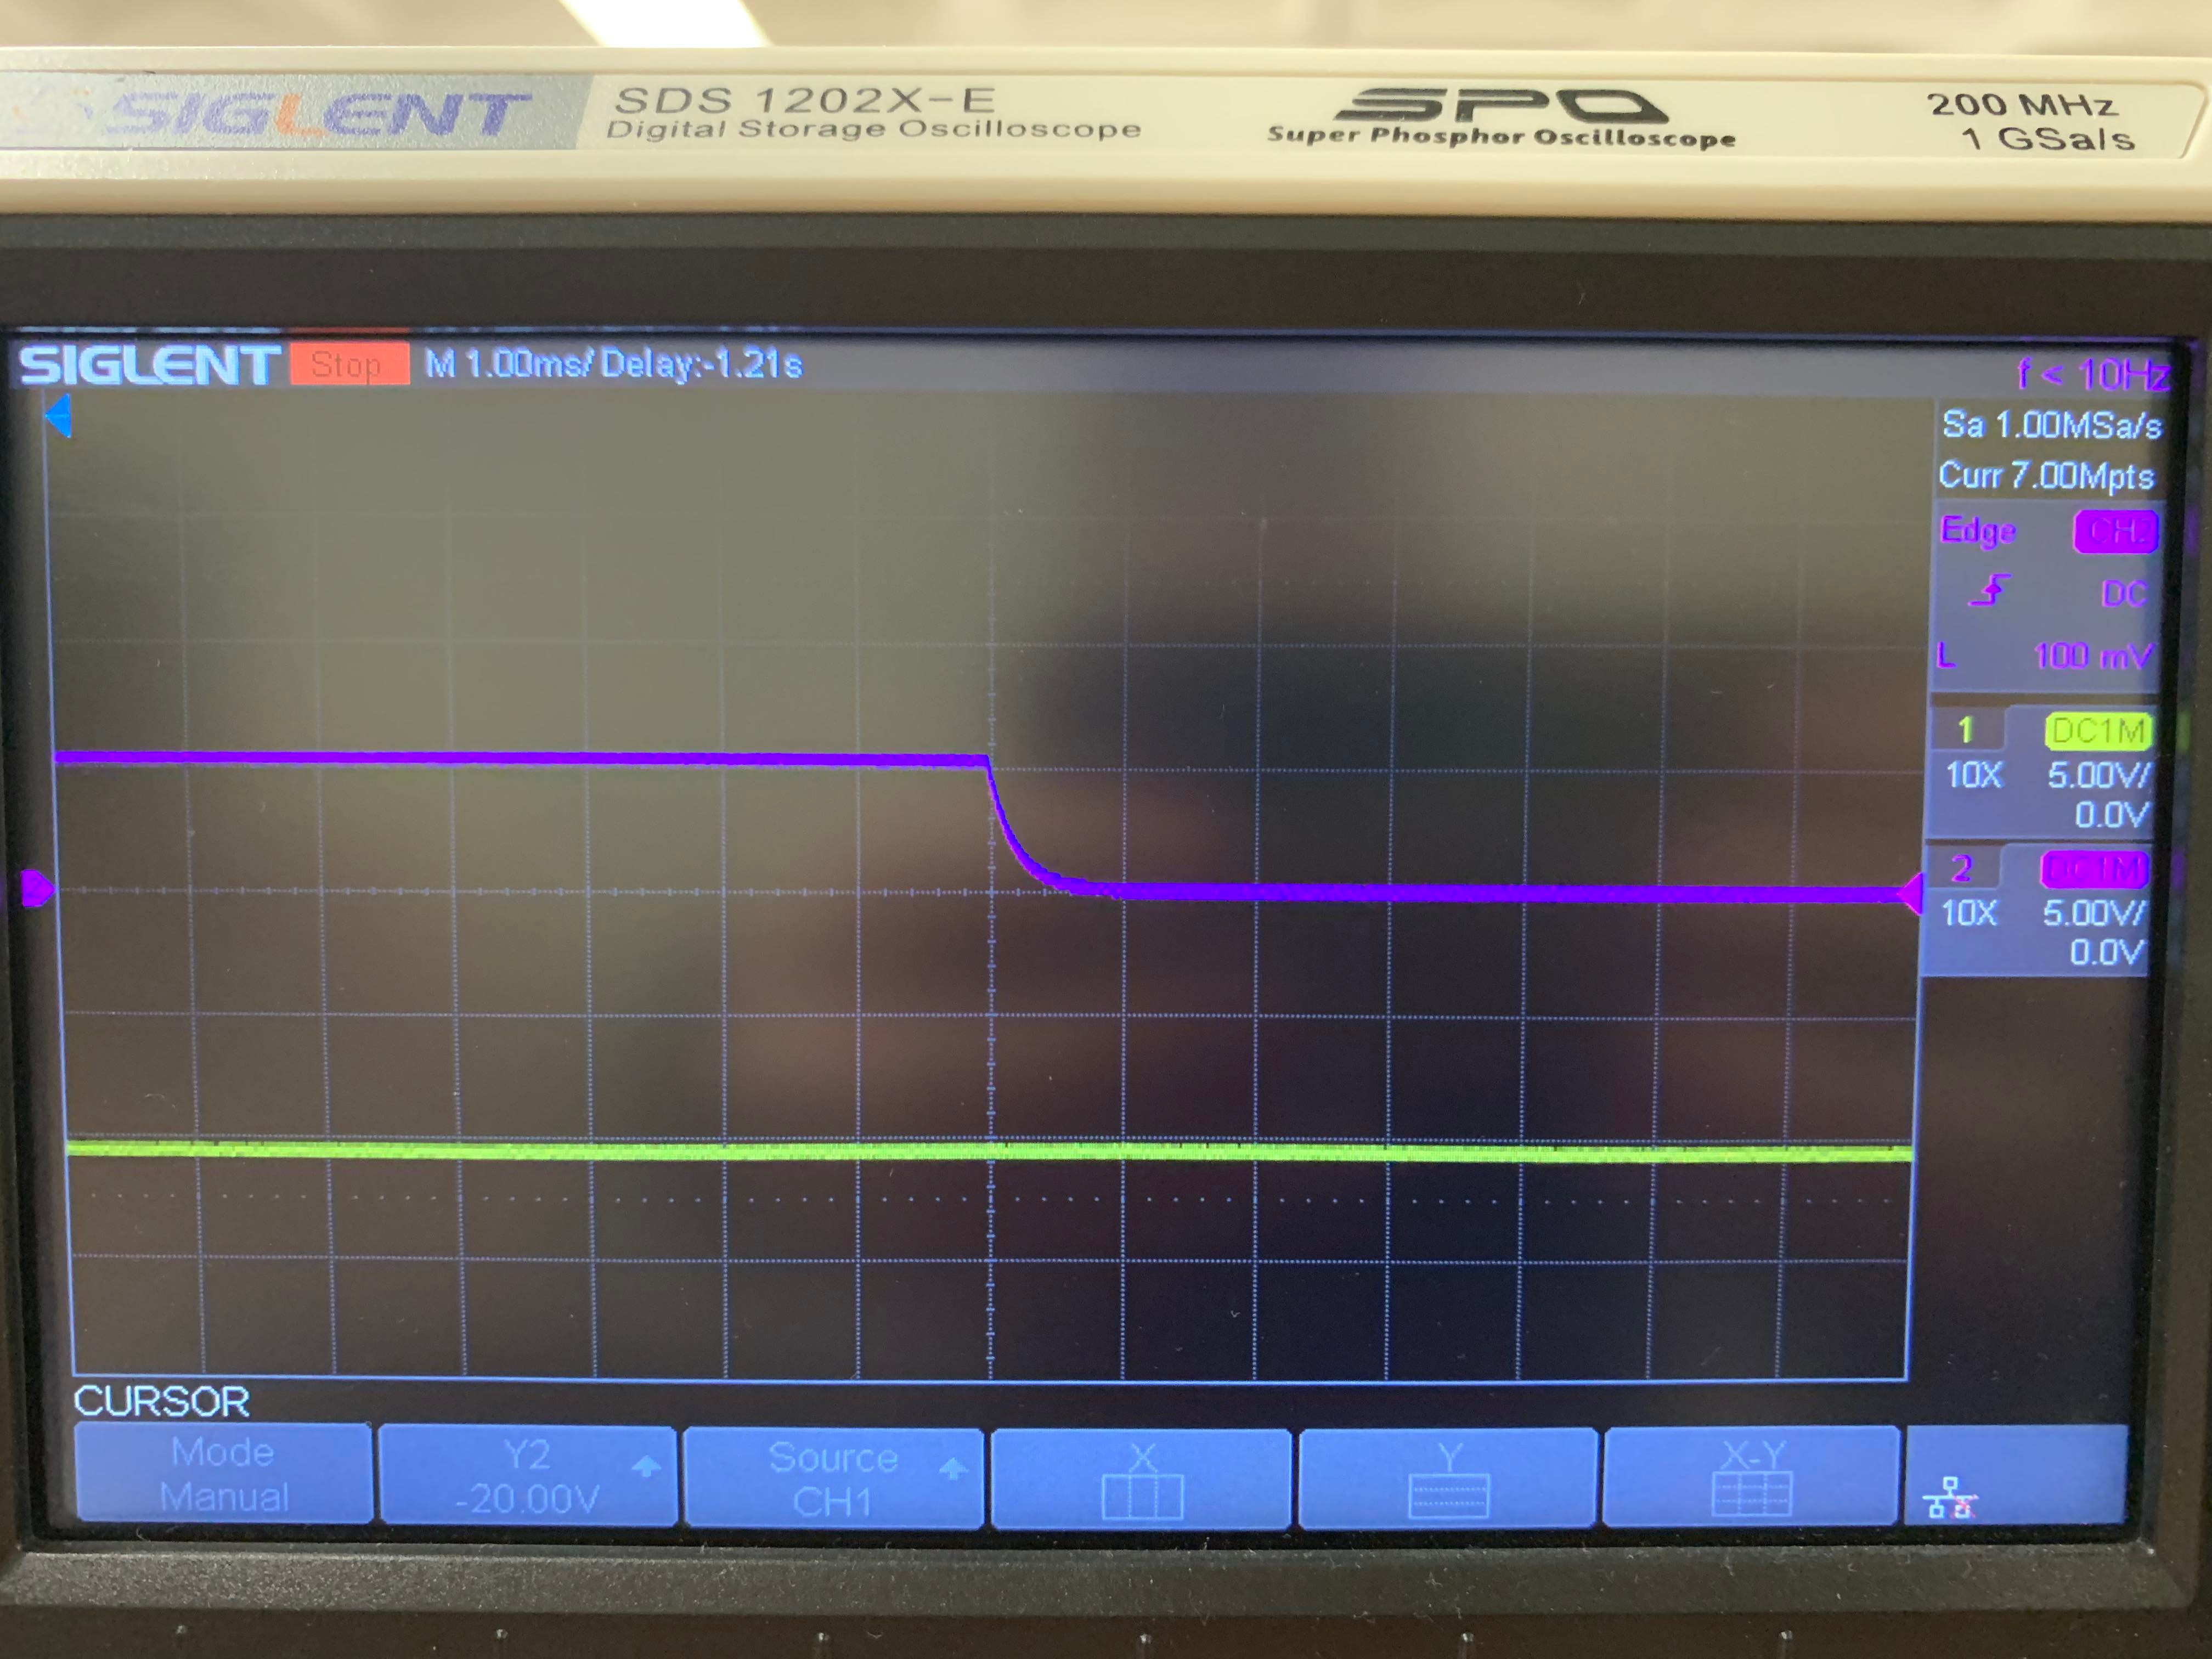 SIGLENT
SDS 1202X-E
Digital Storage Oscilloscope
SPO
Super Phosphor Oscilloscope
200 MHz
1 GSa/s
SIGLENT Stop M 1.00ms/ Delay:-1.21s
f < 10Hz
Sa 1.00MSa/s
Curr 7.00Mpts
Edge CH2
DC
L 100 mV
1 DC1M
10X 5.00V/
0.0V
2 DC1M
10X 5.00V/
0.0V
CURSOR
Mode
Manual
Y2
-20.00V
Source
CH1
X
Y
X-Y